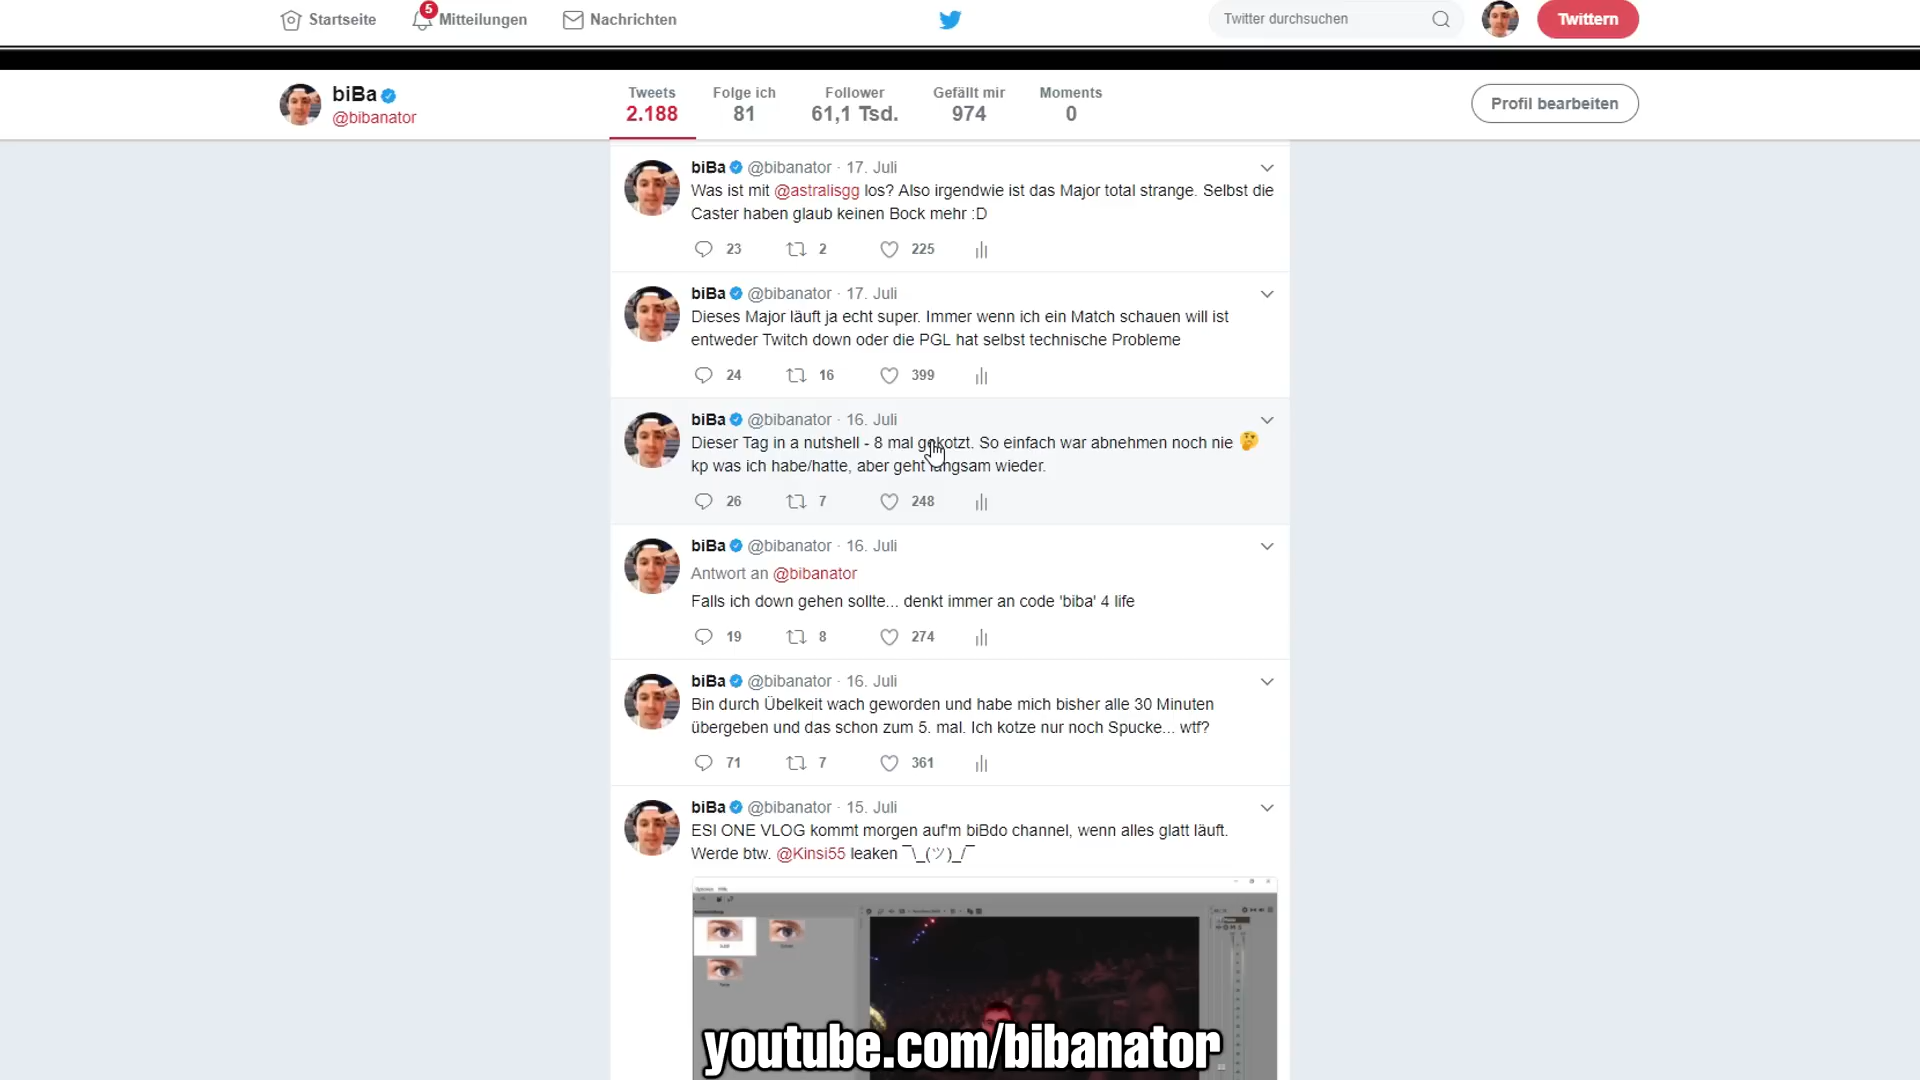 Startseite
5
Mitteilungen
Nachrichten
Twitter durchsuchen
Twittern
biBa
@bibanator
Tweets
2.188
Folge ich
81
Follower
61,1 Tsd.
Gefällt mir
974
Moments
0
Profil bearbeiten
biBa @bibanator · 17. Juli
Was ist mit @astralisgg los? Also irgendwie ist das Major total strange. Selbst die
Caster haben glaub keinen Bock mehr :D
23 2 225
biBa @bibanator · 17. Juli
Dieses Major läuft ja echt super. Immer wenn ich ein Match schauen will ist
entweder Twitch down oder die PGL hat selbst technische Probleme
24 16 399
biBa @bibanator · 16. Juli
Dieser Tag in a nutshell - 8 mal gekotzt. So einfach war abnehmen noch nie 🤔
kp was ich habe/hatte, aber geht langsam wieder.
26 7 248
biBa @bibanator · 16. Juli
Antwort an @bibanator
Falls ich down gehen sollte... denkt immer an code 'biba' 4 life
19 8 274
biBa @bibanator · 16. Juli
Bin durch Übelkeit wach geworden und habe mich bisher alle 30 Minuten
übergeben und das schon zum 5. mal. Ich kotze nur noch Spucke... wtf?
71 7 361
biBa @bibanator · 15. Juli
ESI ONE VLOG kommt morgen auf'm biBdo channel, wenn alles glatt läuft.
Werde btw. @Kinsi55 leaken ¯\_(ツ)_/¯
youtube.com/bibanator